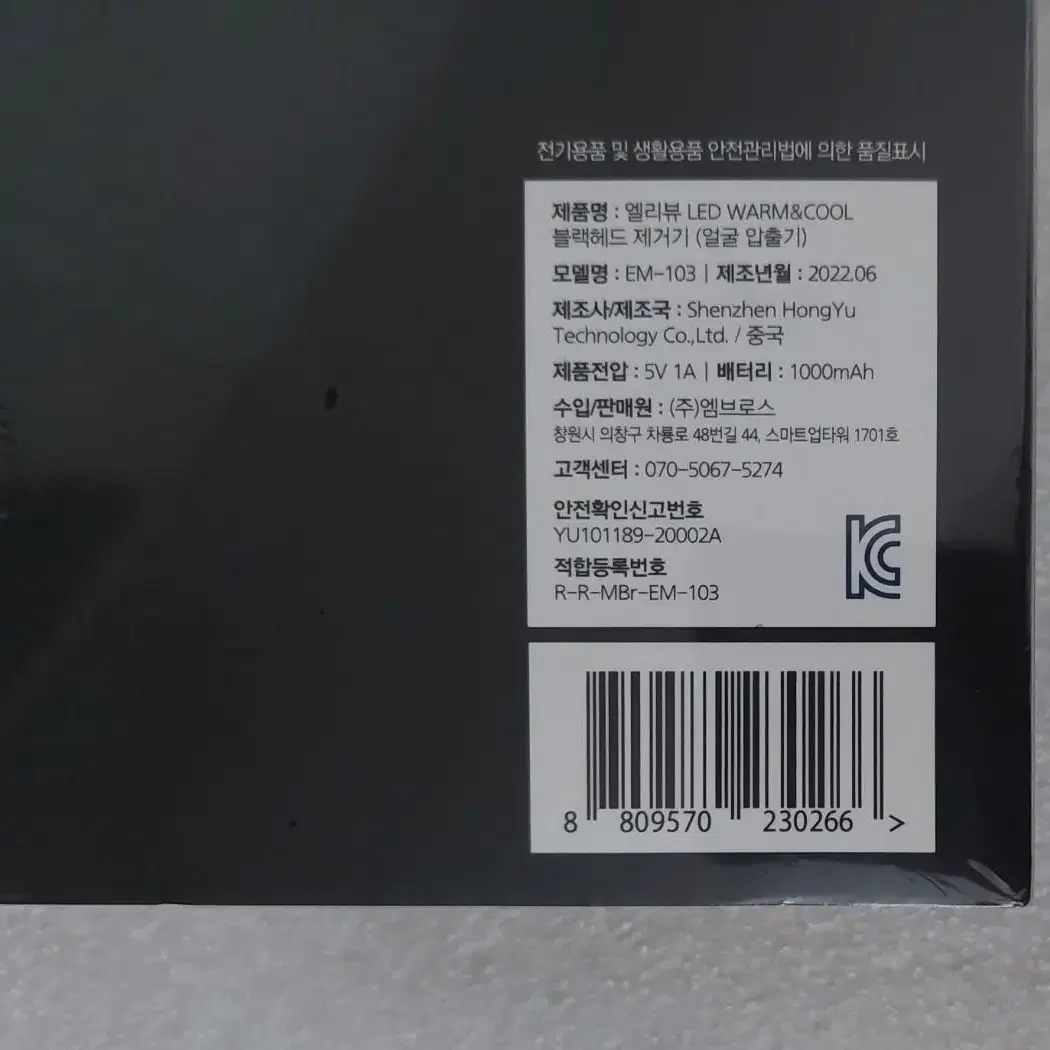 전기용품 및 생활용품 안전관리법에 의한 품질표시
제품명 : 엘리뷰 LED WARM&COOL
블랙헤드 제거기 (얼굴 압출기)
모델명 : EM-103 | 제조년월 : 2022.06
제조사/제조국 : Shenzhen HongYu
Technology Co.,Ltd. / 중국
제품전압 : 5V 1A | 배터리 : 1000mAh
수입/판매원 : (주)엠브로스
창원시 의창구 차룡로 48번길 44, 스마트업타워 1701호
고객센터 : 070-5067-5274
안전확인신고번호
YU101189-20002A
적합등록번호
R-R-MBr-EM-103
KC
8 809570 230266 >